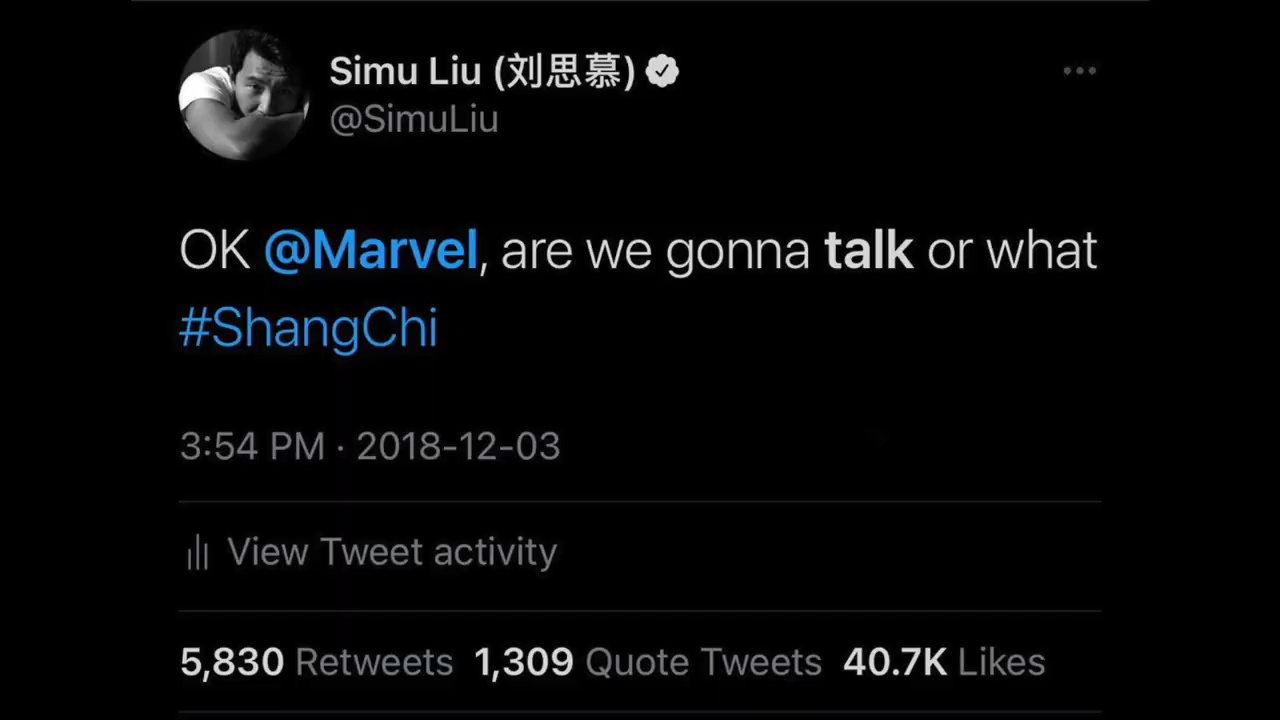 Simu Liu (刘思慕)
@SimuLiu
OK @Marvel, are we gonna talk or what
#ShangChi
3:54 PM · 2018-12-03
View Tweet activity
5,830 Retweets 1,309 Quote Tweets 40.7K Likes